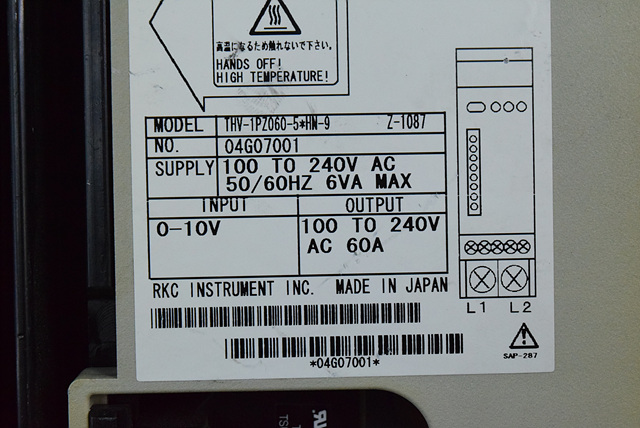 高温になるため触れないで下さい。
HANDS OFF!
HIGH TEMPERATURE!
MODEL THV-1PZ060-5*HN-9 Z-1087
NO. 04G07001
SUPPLY 100 TO 240V AC
50/60HZ 6VA MAX
INPUT OUTPUT
0-10V 100 TO 240V
AC 60A
RKC INSTRUMENT INC. MADE IN JAPAN
L1 L2
*04G07001*
SAP-287